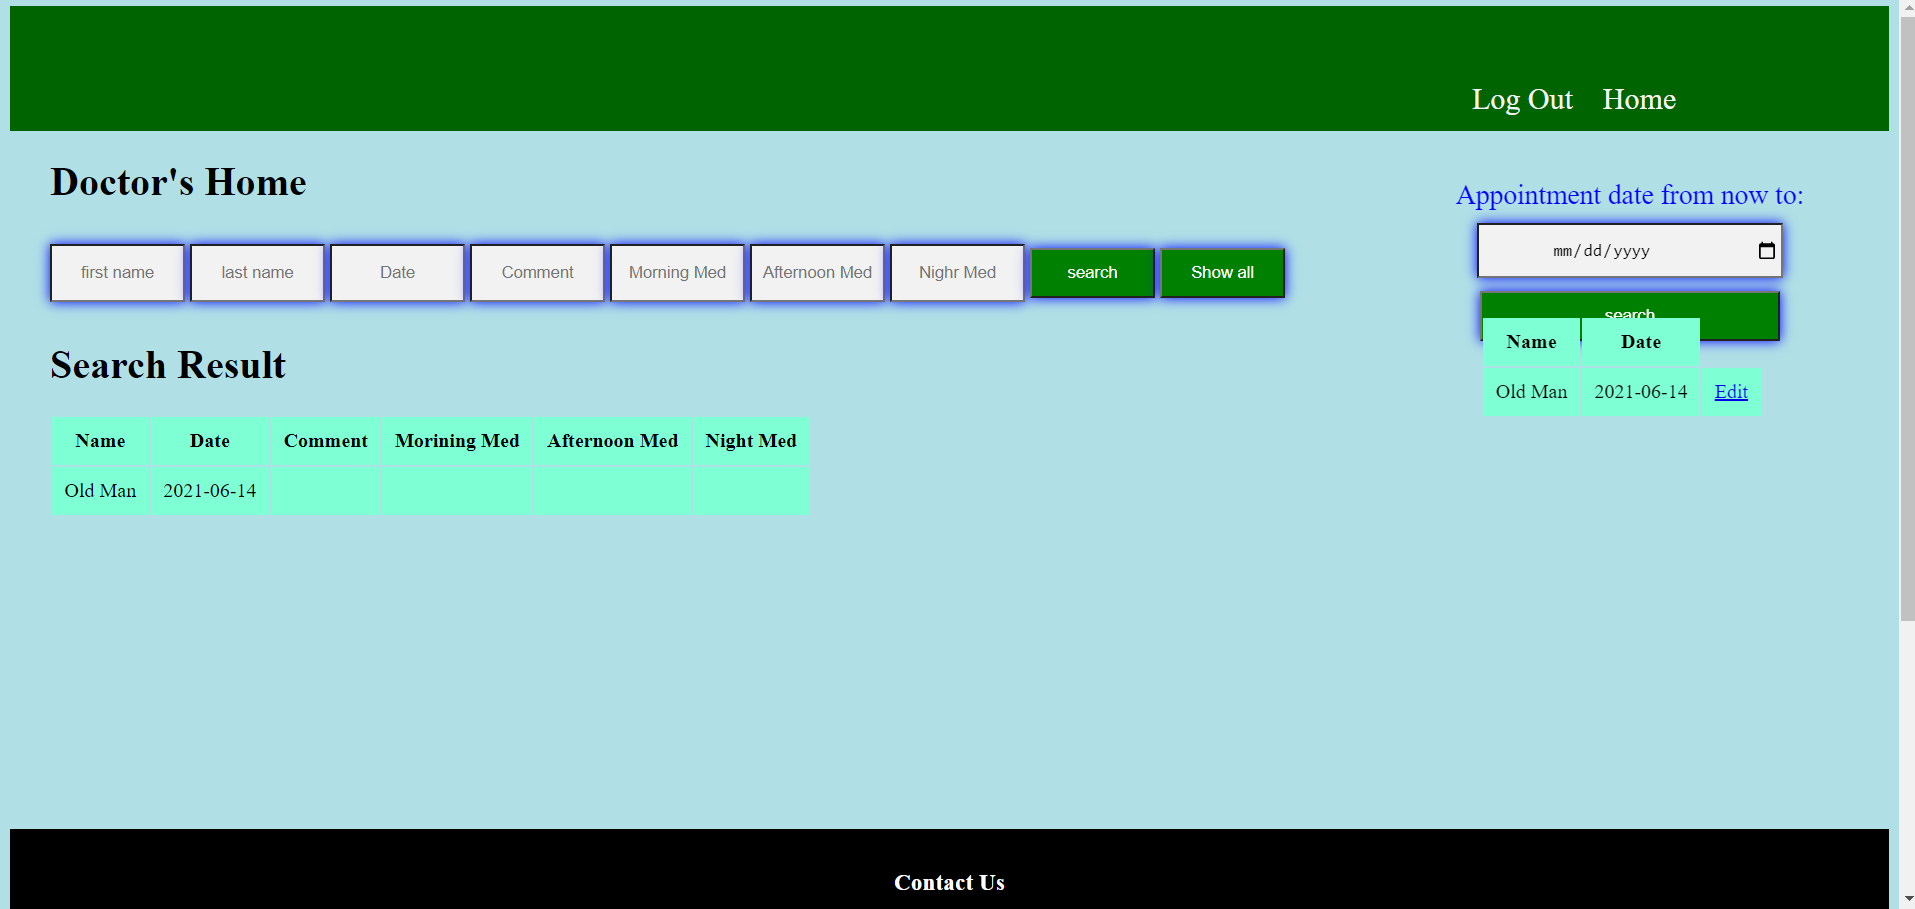 Log Out Home
Doctor's Home
Appointment date from now to:
mm/dd/yyyy
first name last name Date Comment Morning Med Afternoon Med Nighr Med search Show all
search
Name Date
Old Man 2021-06-14 Edit
Search Result
Name Date Comment Morining Med Afternoon Med Night Med
Old Man 2021-06-14
Contact Us